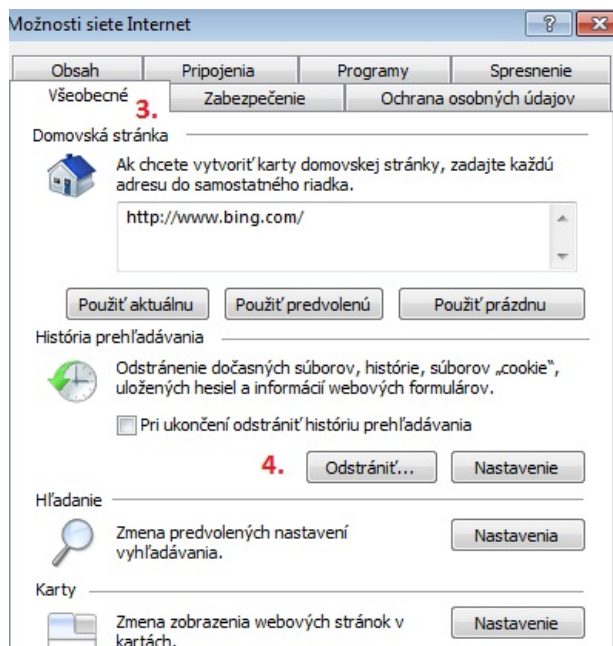 Možnosti siete Internet
Obsah
Pripojenia
Programy
Spresnenie
Všeobecné
3.
Zabezpečenie
Ochrana osobných údajov
Domovská stránka
Ak chcete vytvoriť karty domovskej stránky, zadajte každú
adresu do samostatného riadka.
http://www.bing.com/
Použiť aktuálnu
Použiť predvolenú
Použiť prázdnu
História prehľadávania
Odstránenie dočasných súborov, histórie, súborov „cookie“,
uložených hesiel a informácií webových formulárov.
Pri ukončení odstrániť históriu prehľadávania
4.
Odstrániť...
Nastavenie
Hľadanie
Zmena predvolených nastavení
vyhľadávania.
Nastavenia
Karty
Zmena zobrazenia webových stránok v
kartách.
Nastavenie